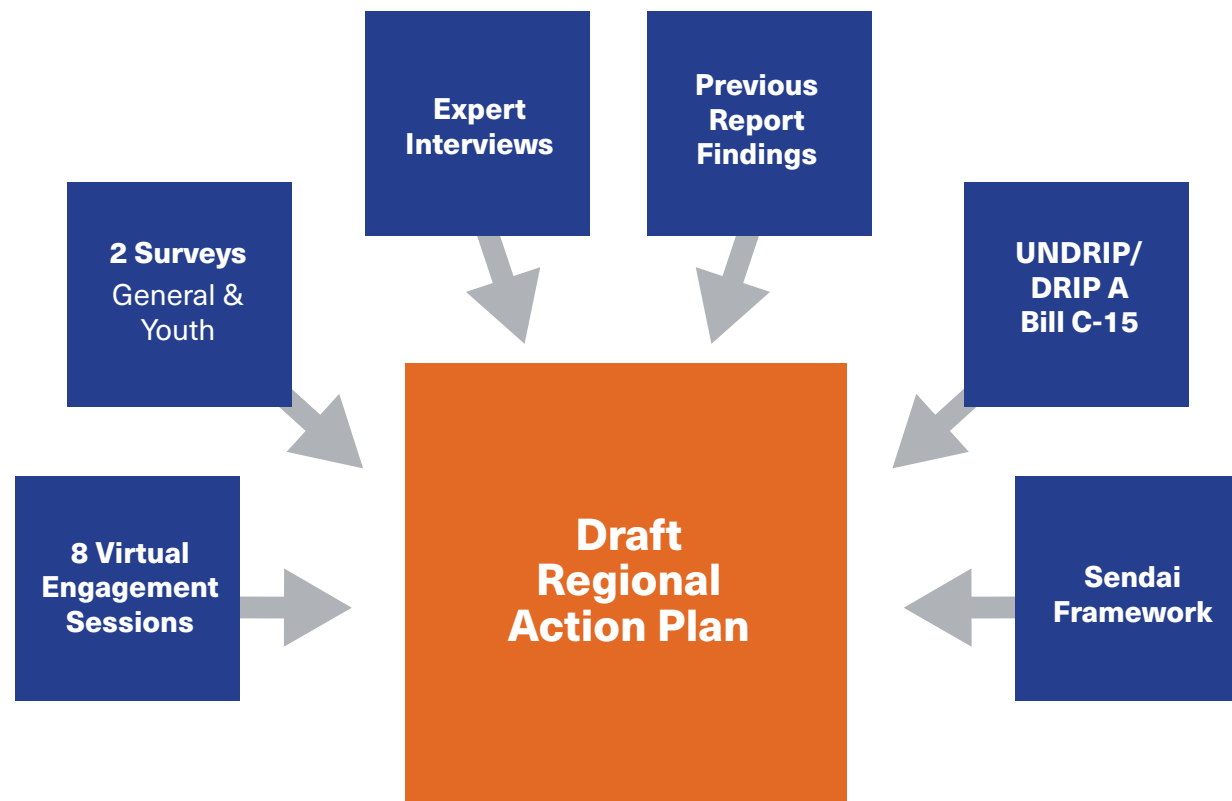 Expert
Interviews
Previous
Report
Findings
2 Surveys
General &
Youth
UNDRIP/
DRIP A
Bill C-15
8 Virtual
Engagement
Sessions
Draft
Regional
Action Plan
Sendai
Framework